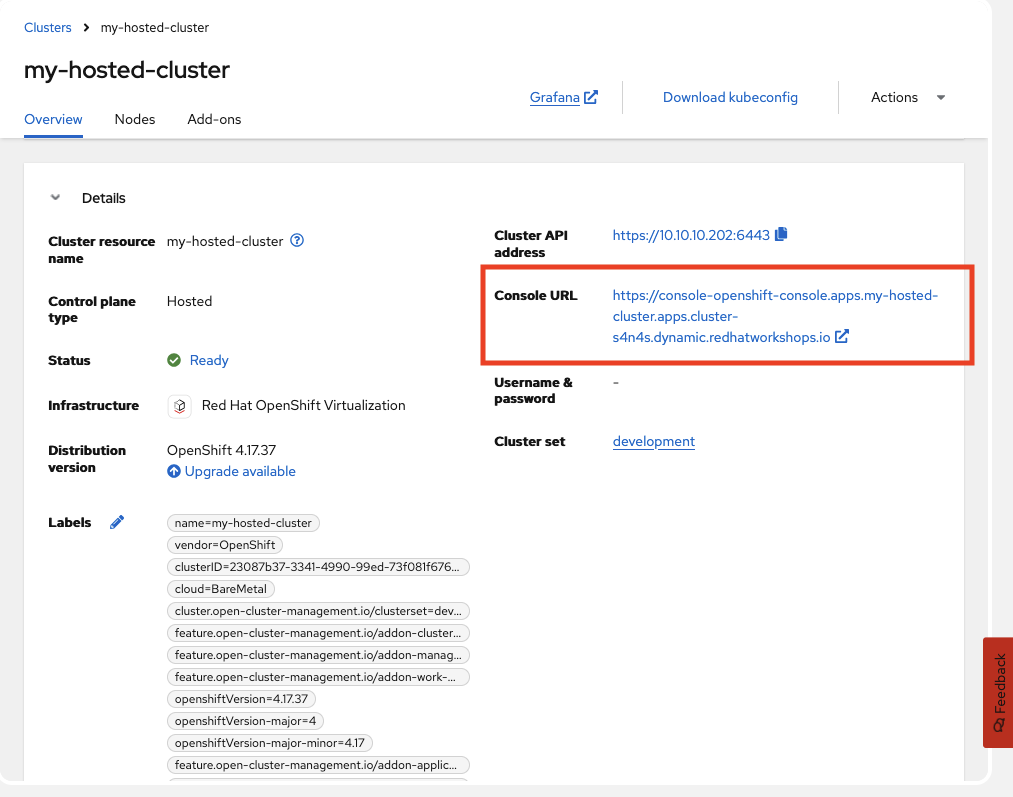 Clusters > my-hosted-cluster
my-hosted-cluster
Grafana
Download kubeconfig
Actions
Overview
Nodes
Add-ons
Details
Cluster resource
name
my-hosted-cluster
Control plane
type
Hosted
Status
Ready
Infrastructure
Red Hat OpenShift Virtualization
Distribution
version
OpenShift 4.17.37
Upgrade available
Labels
name=my-hosted-cluster
vendor=OpenShift
clusterID=23087b37-3341-4990-99ed-73f081f676...
cloud=BareMetal
cluster.open-cluster-management.io/clusterset=dev...
feature.open-cluster-management.io/addon-cluster...
feature.open-cluster-management.io/addon-manag...
feature.open-cluster-management.io/addon-work-...
openshiftVersion=4.17.37
openshiftVersion-major=4
openshiftVersion-major-minor=4.17
feature.open-cluster-management.io/addon-applic...
Cluster API
address
https://10.10.10.202:6443
Console URL
https://console-openshift-console.apps.my-hosted-
cluster.apps.cluster-
s4n4s.dynamic.redhatworkshops.io
Username &
password
-
Cluster set
development
Feedback